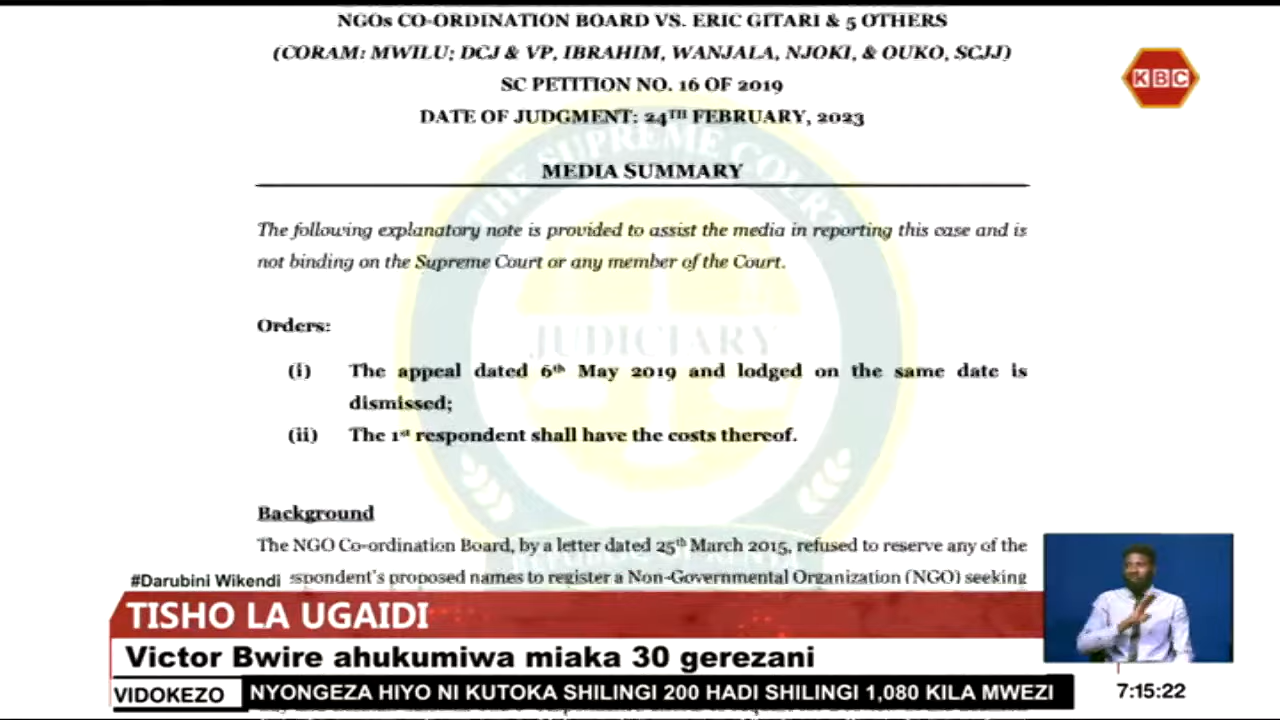 NGOs CO-ORDINATION BOARD VS. ERIC GITARI & 5 OTHERS
(CORAM: MWILU; DCJ & VP, IBRAHIM, WANJALA, NJOKI, & OUKO, SCJJ)
SC PETITION NO. 16 OF 2019
DATE OF JUDGMENT: 24TH FEBRUARY, 2023
KBC
THE SUPREME COURT
MEDIA SUMMARY
The following explanatory note is provided to assist the media in reporting this case and is
not binding on the Supreme Court or any member of the Court.
JUDICIARY
Orders:
(i) The appeal dated 6th May 2019 and lodged on the same date is
dismissed;
(ii) The 1st respondent shall have the costs thereof.
Background
The NGO Co-ordination Board, by a letter dated 25th March 2015, refused to reserve any of the
#Darubini Wikendi spondent's proposed names to register a Non-Governmental Organization (NGO) seeking
TISHO LA UGAIDI
Victor Bwire ahukumiwa miaka 30 gerezani
VIDOKEZO NYONGEZA HIYO NI KUTOKA SHILINGI 200 HADI SHILINGI 1,080 KILA MWEZI 7:15:22